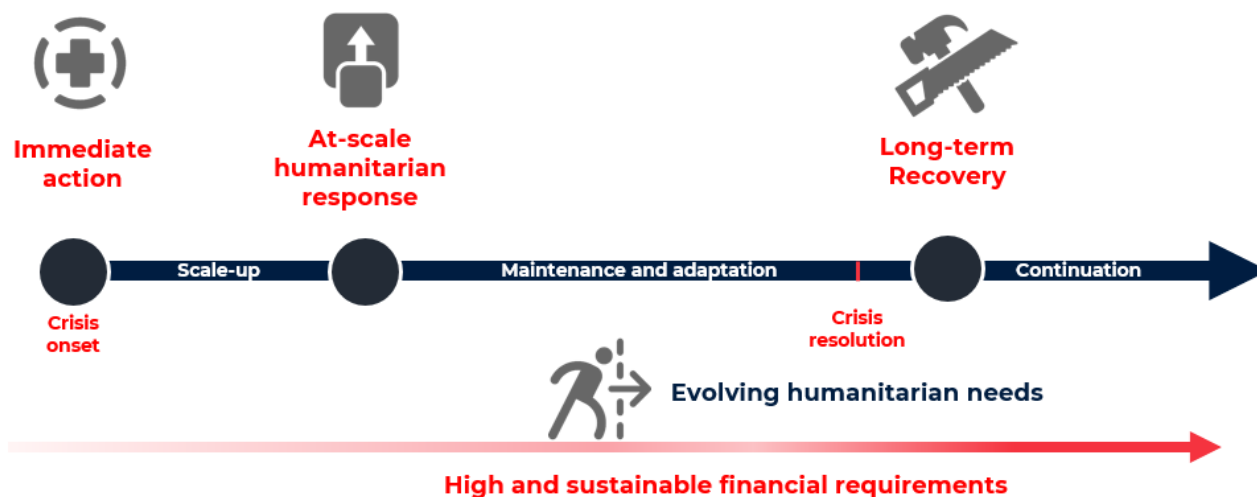 Immediate
action
At-scale
humanitarian
response
Long-term
Recovery
Scale-up
Maintenance and adaptation
Continuation
Crisis
onset
Crisis
resolution
Evolving humanitarian needs
High and sustainable financial requirements